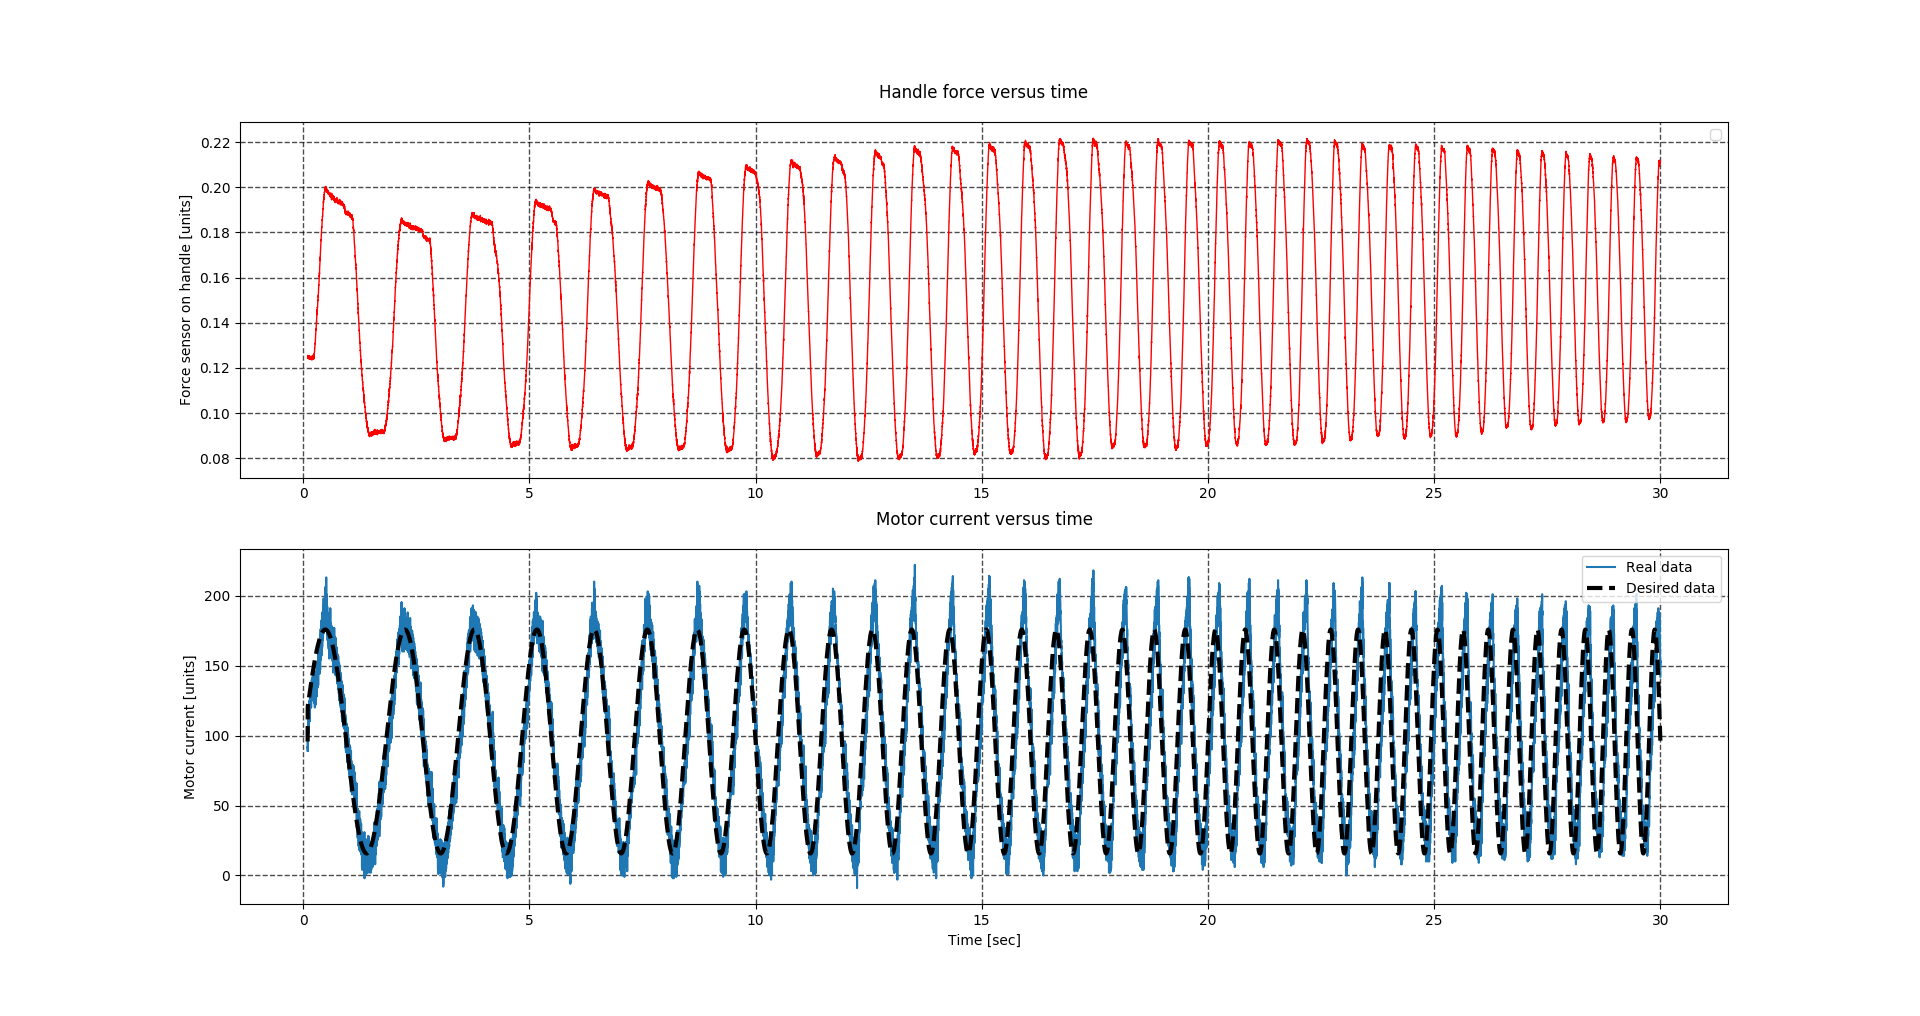 Handle force versus time
Force sensor on handle [units]
0.22
0.20
0.18
0.16
0.14
0.12
0.10
0.08
0 5 10 15 20 25 30
Motor current versus time
Motor current [units]
200
150
100
50
0
Real data
Desired data
0 5 10 15 20 25 30
Time [sec]